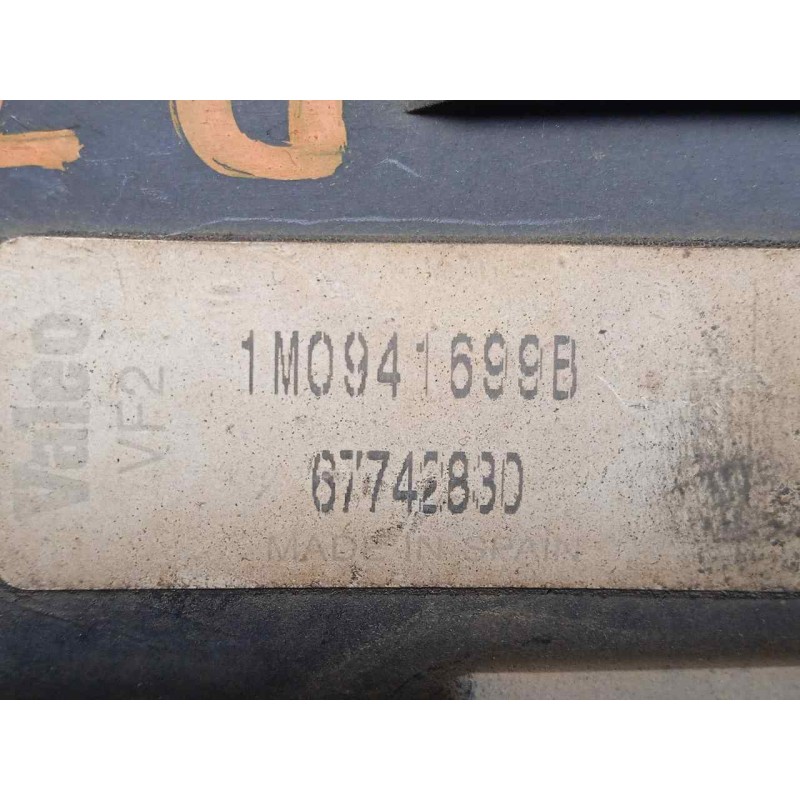 Valeo
VF2
1M0941699B
67742830
MADE IN SPAIN